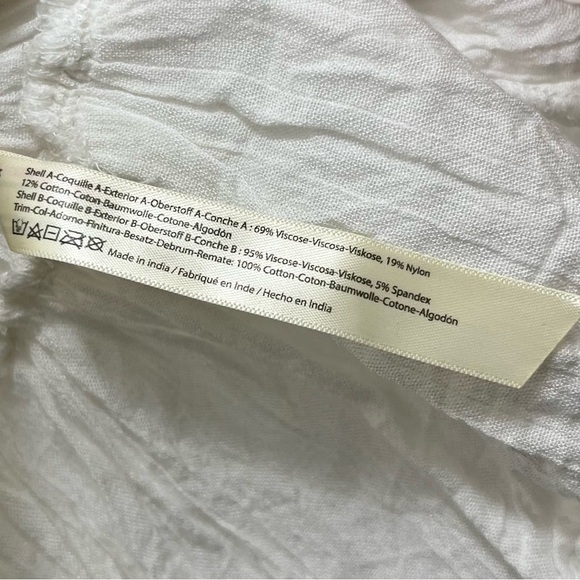 Shell A-Coquille A-Exterior A-Oberstoff A-Conche A : 69% Viscose-Viscosa-Viskose, 19% Nylon
12% Cotton-Coton-Baumwolle-Cotone-Algodón
Shell B-Coquille B-Exterior B-Oberstoff B-Conche B : 95% Viscose-Viscosa-Viskose, 5% Spandex
Trim-Col-Adorno-Finitura-Besatz-Debrum-Remate: 100% Cotton-Coton-Baumwolle-Cotone-Algodón
Made in india / Fabriqué en Inde / Hecho en India